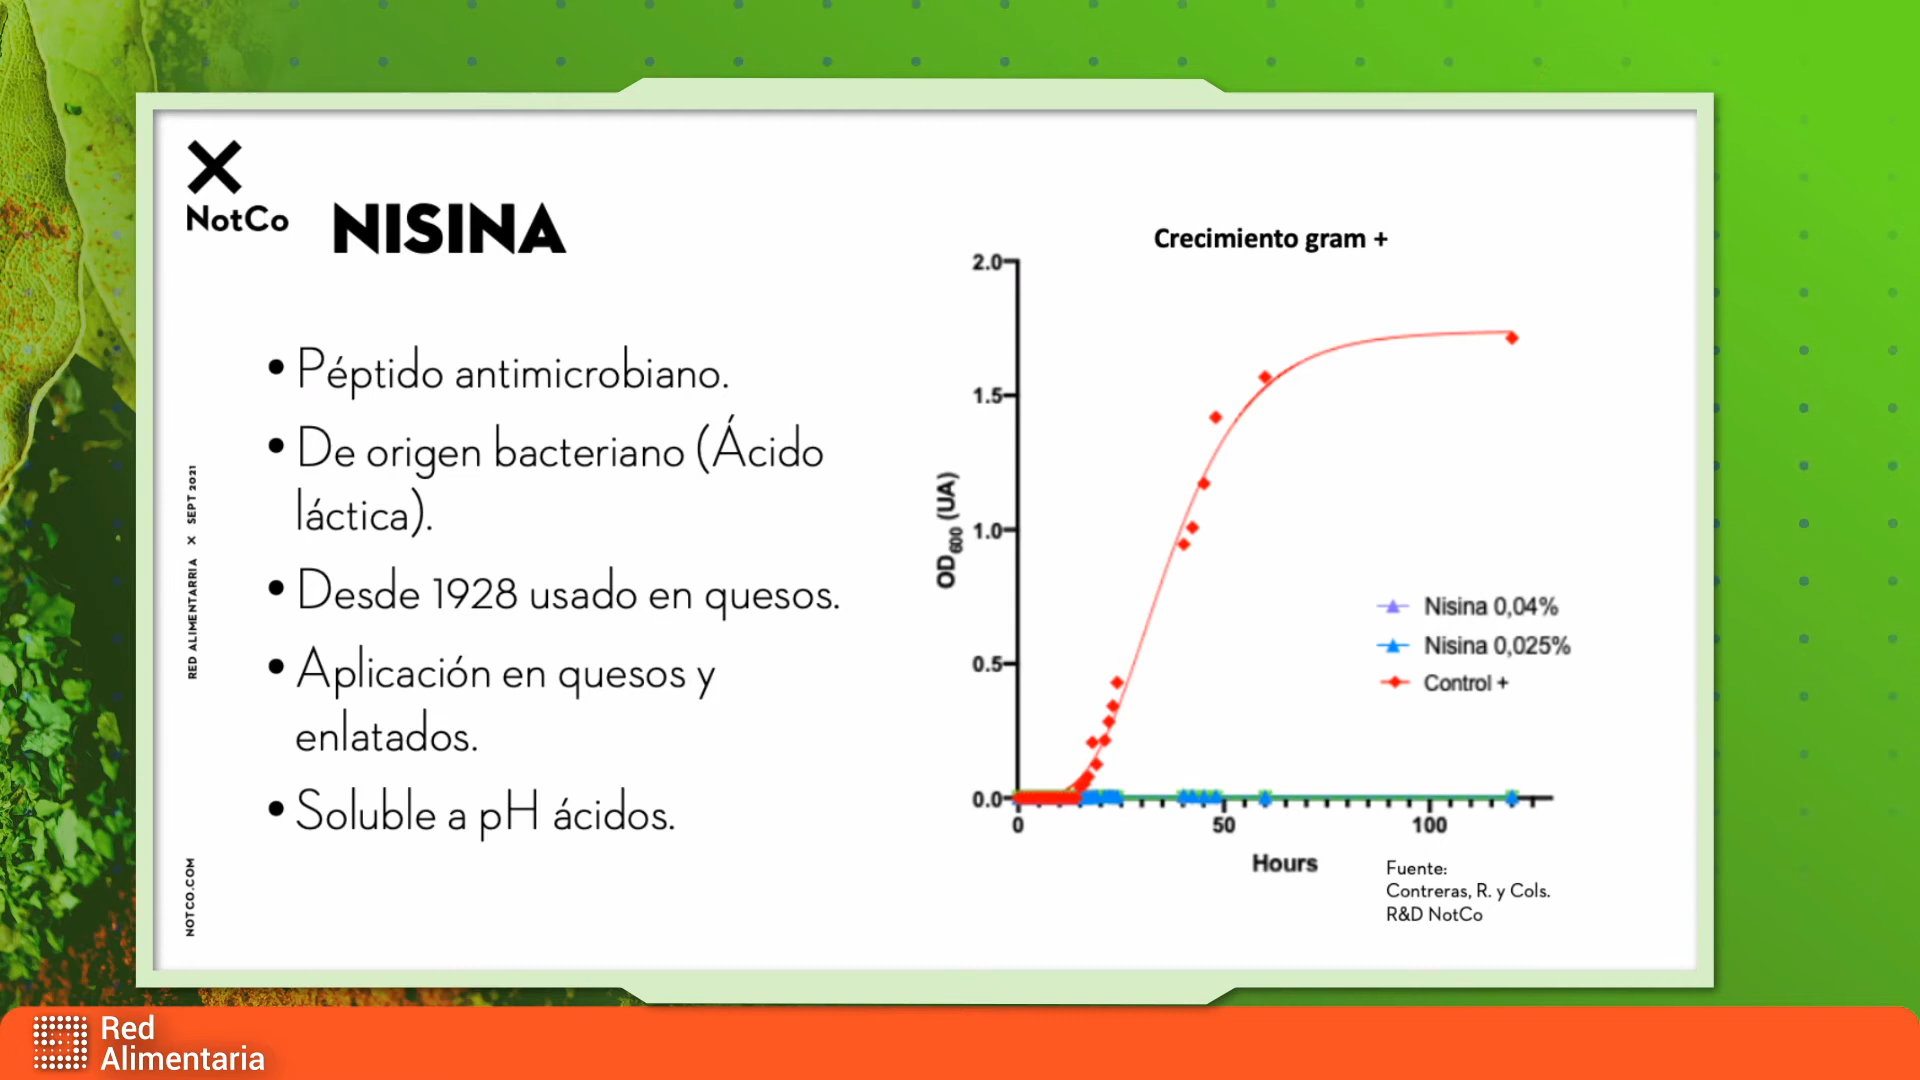 NotCo
NISINA
• Péptido antimicrobiano.
• De origen bacteriano (Ácido
láctica).
• Desde 1928 usado en quesos.
• Aplicación en quesos y
enlatados.
• Soluble a pH ácidos.
RED ALIMENTARRIA X SEPT 2021
NOTCO.COM
Crecimiento gram +
OD600 (UA)
2.0
1.5
1.0
0.5
0.0
0 50 100
Hours
Nisina 0,04%
Nisina 0,025%
Control +
Fuente:
Contreras, R. y Cols.
R&D NotCo
Red
Alimentaria